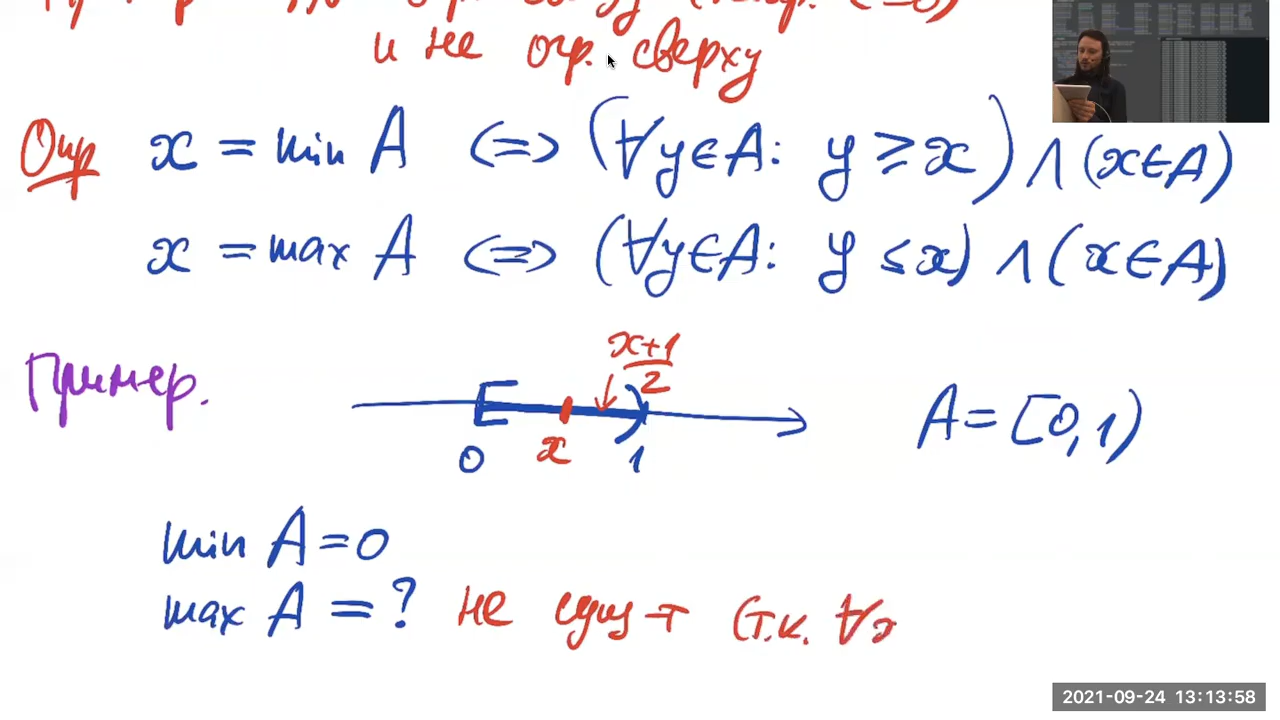 и не огр. сверху
Опр x = min A <=> (∀y∈A: y ⩾ x) ∧ (x∈A)
x = max A <=> (∀y∈A: y ≤ x) ∧ (x∈A)
Пример.
x+1
2
0 x 1
A = [0,1)
min A = 0
max A = ? не сущ-т (т.к. ∀x
2021-09-24 13:13:58